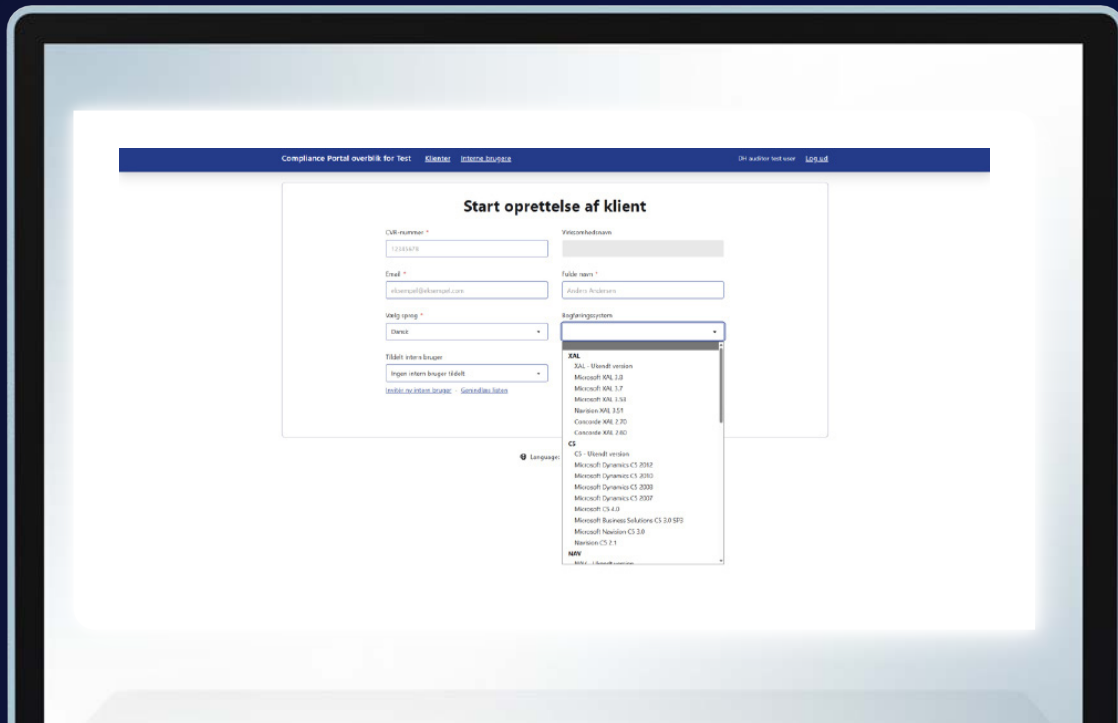 Compliance Portal overblik for Test Klienter Interne brugere DH auditor test user Log ud
Start oprettelse af klient
CVR-nummer * Virksomhedsnavn
12345678
Email * Fulde navn *
eksempel@eksempel.com Anders Andersen
Vælg sprog * Bogføringssystem
Dansk
Tildelt intern bruger
Ingen intern bruger tildelt
Inviter ny intern bruger - Genindlæs listen
XAL
XAL - Ukendt version
Microsoft XAL 3.8
Microsoft XAL 3.7
Microsoft XAL 3.53
Navision XAL 3.51
Concorde XAL 2.70
Concorde XAL 2.60
C5
C5 - Ukendt version
Microsoft Dynamics C5 2012
Microsoft Dynamics C5 2010
Microsoft Dynamics C5 2008
Microsoft Dynamics C5 2007
Microsoft C5 4.0
Microsoft Business Solutions C5 3.0 SP3
Microsoft Navision C5 3.0
Navision C5 2.1
NAV
NAV - Ukendt version
Language: